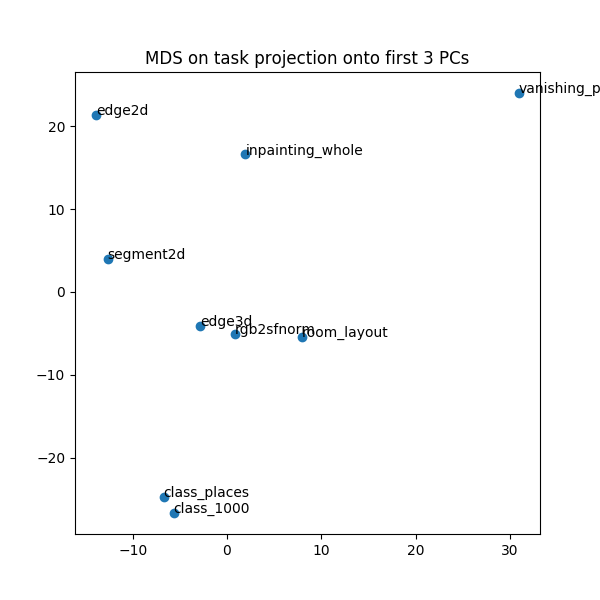 MDS on task projection onto first 3 PCs
vanishing_p
edge2d
inpainting_whole
segment2d
edge3d
rgb2sfnorm
room_layout
class_places
class_1000
20
10
0
−10
−20
−10 0 10 20 30